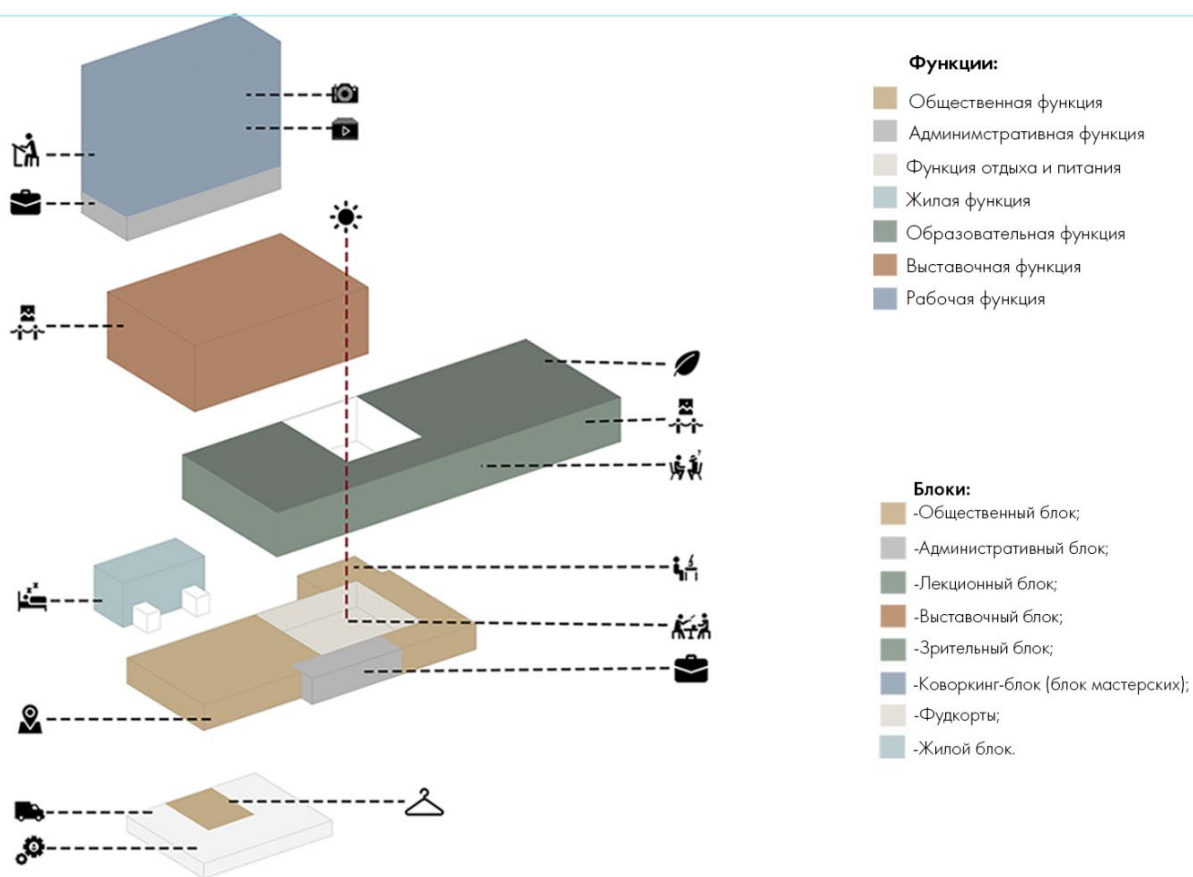 Функции:
Общественная функция
Админимстративная функция
Функция отдыха и питания
Жилая функция
Образовательная функция
Выставочная функция
Рабочая функция
Блоки:
-Общественный блок;
-Административный блок;
-Лекционный блок;
-Выставочный блок;
-Зрительный блок;
-Коворкинг-блок (блок мастерских);
-Фудкорты;
-Жилой блок.